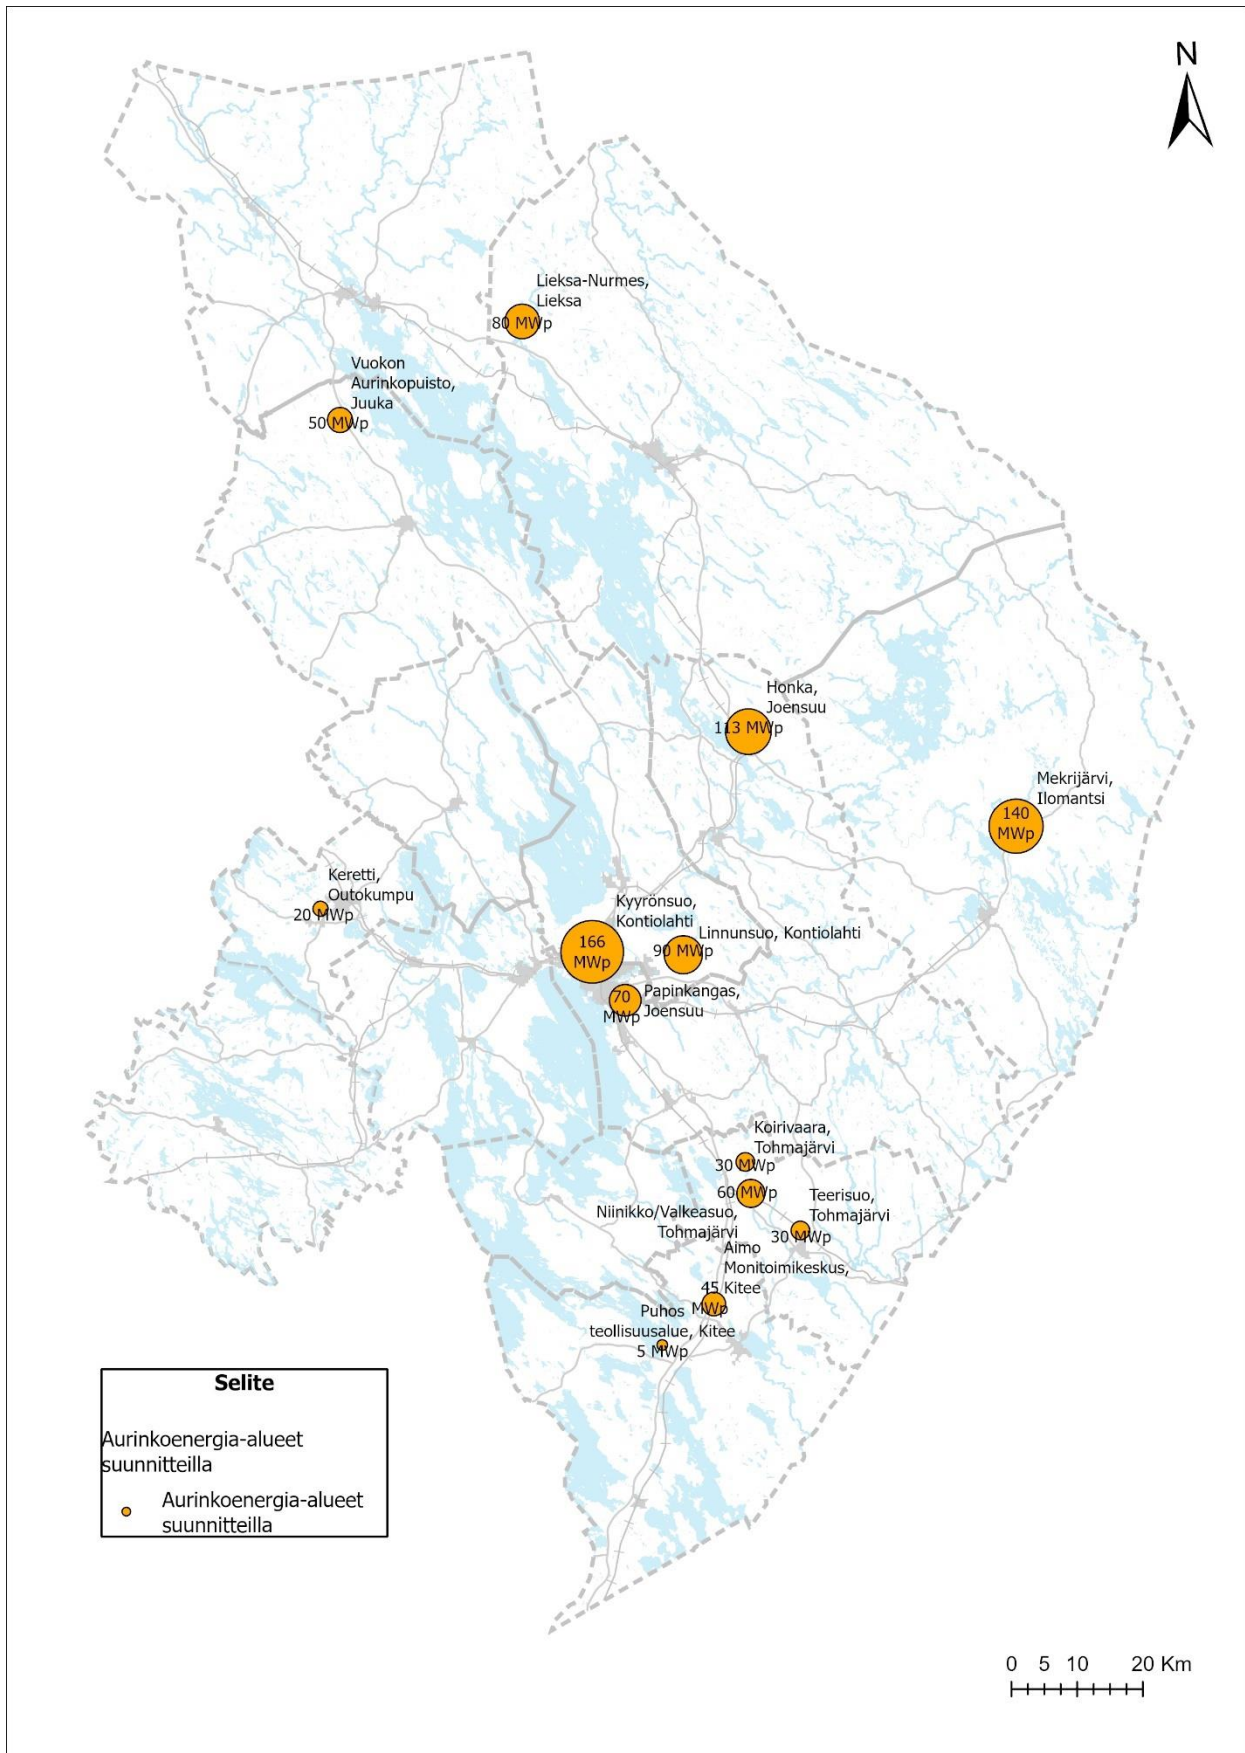 N
Lieksa-Nurmes,
Lieksa
80 MWp
Vuokon
Aurinkopuisto,
Juuka
50 MWp
Honka,
Joensuu
113 MWp
Mekrijärvi,
Ilomantsi
140
MWp
Keretti,
Outokumpu
20 MWp
Kyyrönsuo,
Kontiolahti
166
MWp
Linnunsuo, Kontiolahti
90 MWp
Papinkangas,
Joensuu
70
MWp
Koirivaara,
Tohmajärvi
30 MWp
60 MWp
Niinikko/Valkeasuo,
Tohmajärvi
Teerisuo,
Tohmajärvi
30 MWp
Aimo
Monitoimikeskus,
Kitee
45
MWp
Puhos
teollisuusalue, Kitee
5 MWp
Selite
Aurinkoenergia-alueet
suunnitteilla
Aurinkoenergia-alueet
suunnitteilla
0 5 10 20 Km